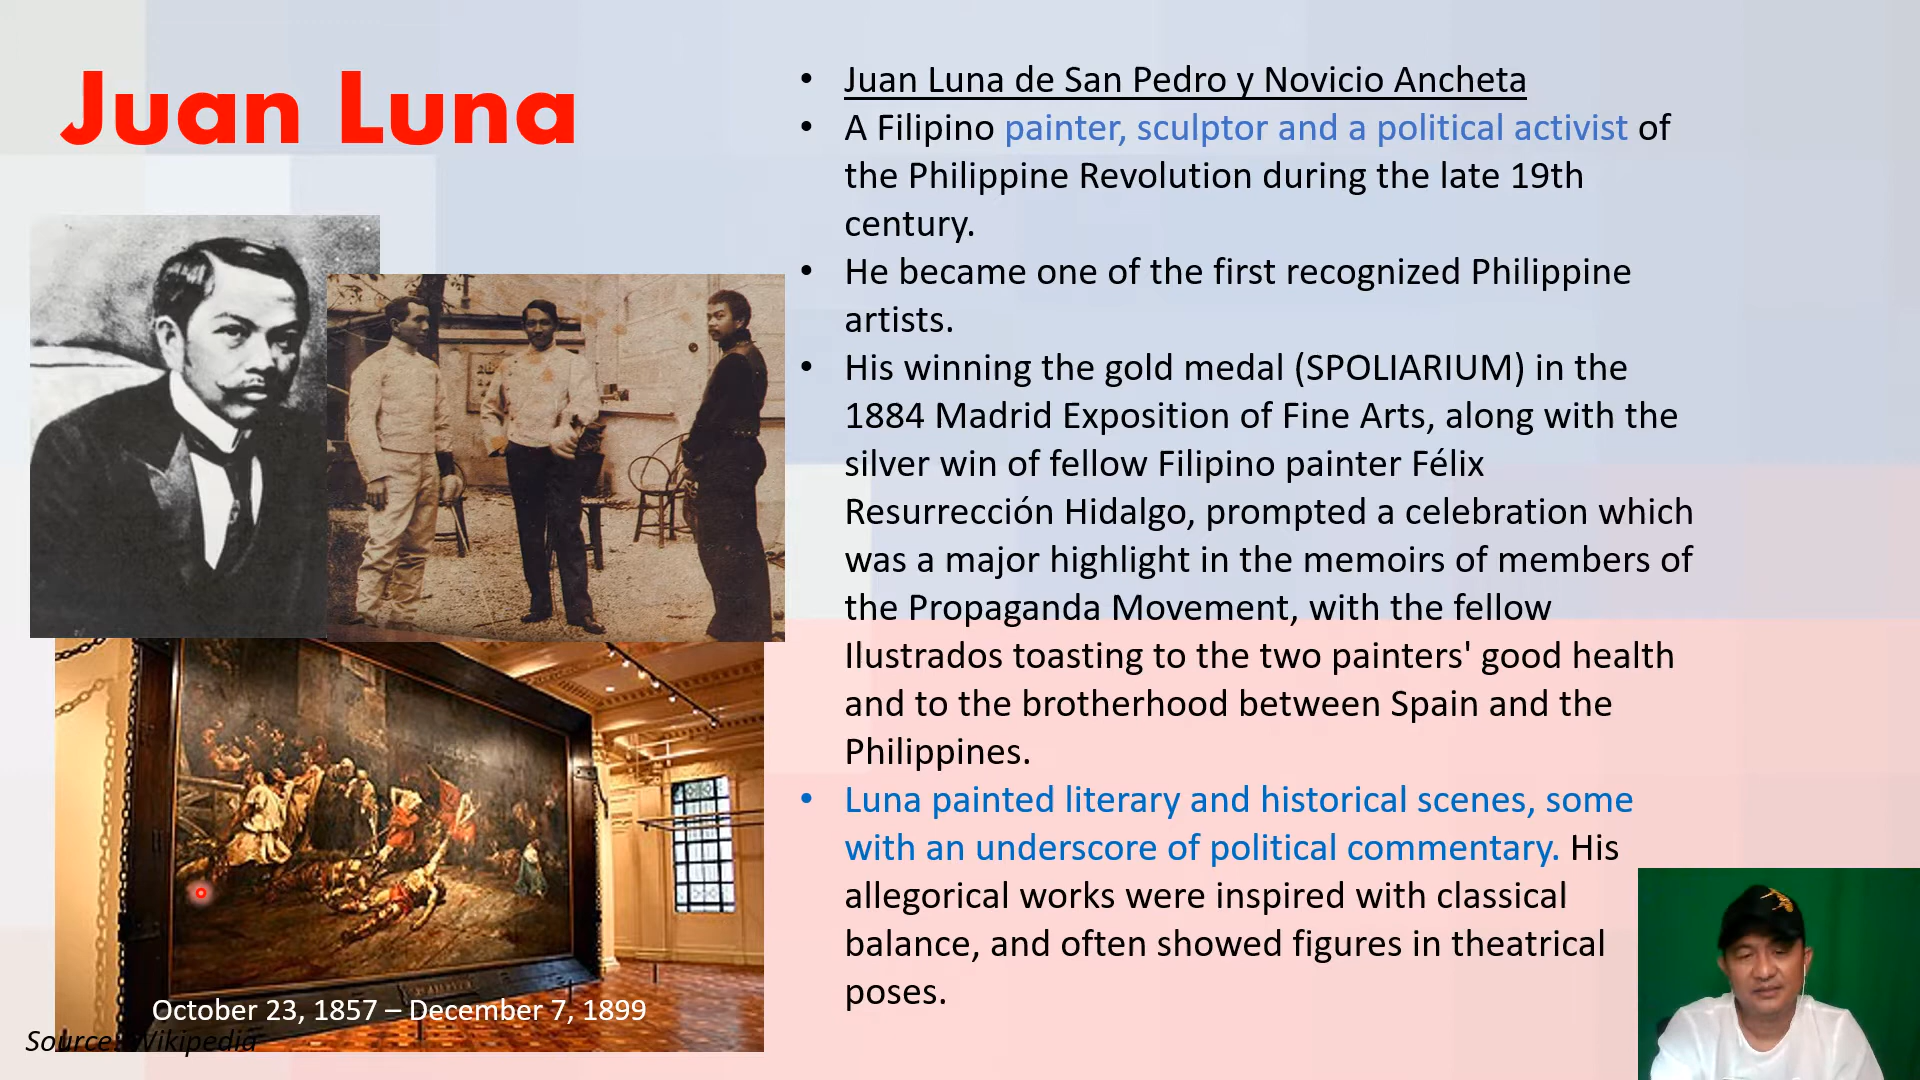 Juan Luna
• Juan Luna de San Pedro y Novicio Ancheta
• A Filipino painter, sculptor and a political activist of
the Philippine Revolution during the late 19th
century.
• He became one of the first recognized Philippine
artists.
• His winning the gold medal (SPOLIARIUM) in the
1884 Madrid Exposition of Fine Arts, along with the
silver win of fellow Filipino painter Félix
Resurrección Hidalgo, prompted a celebration which
was a major highlight in the memoirs of members of
the Propaganda Movement, with the fellow
Ilustrados toasting to the two painters' good health
and to the brotherhood between Spain and the
Philippines.
• Luna painted literary and historical scenes, some
with an underscore of political commentary. His
allegorical works were inspired with classical
balance, and often showed figures in theatrical
poses.
October 23, 1857 – December 7, 1899
Source: Wikipedia